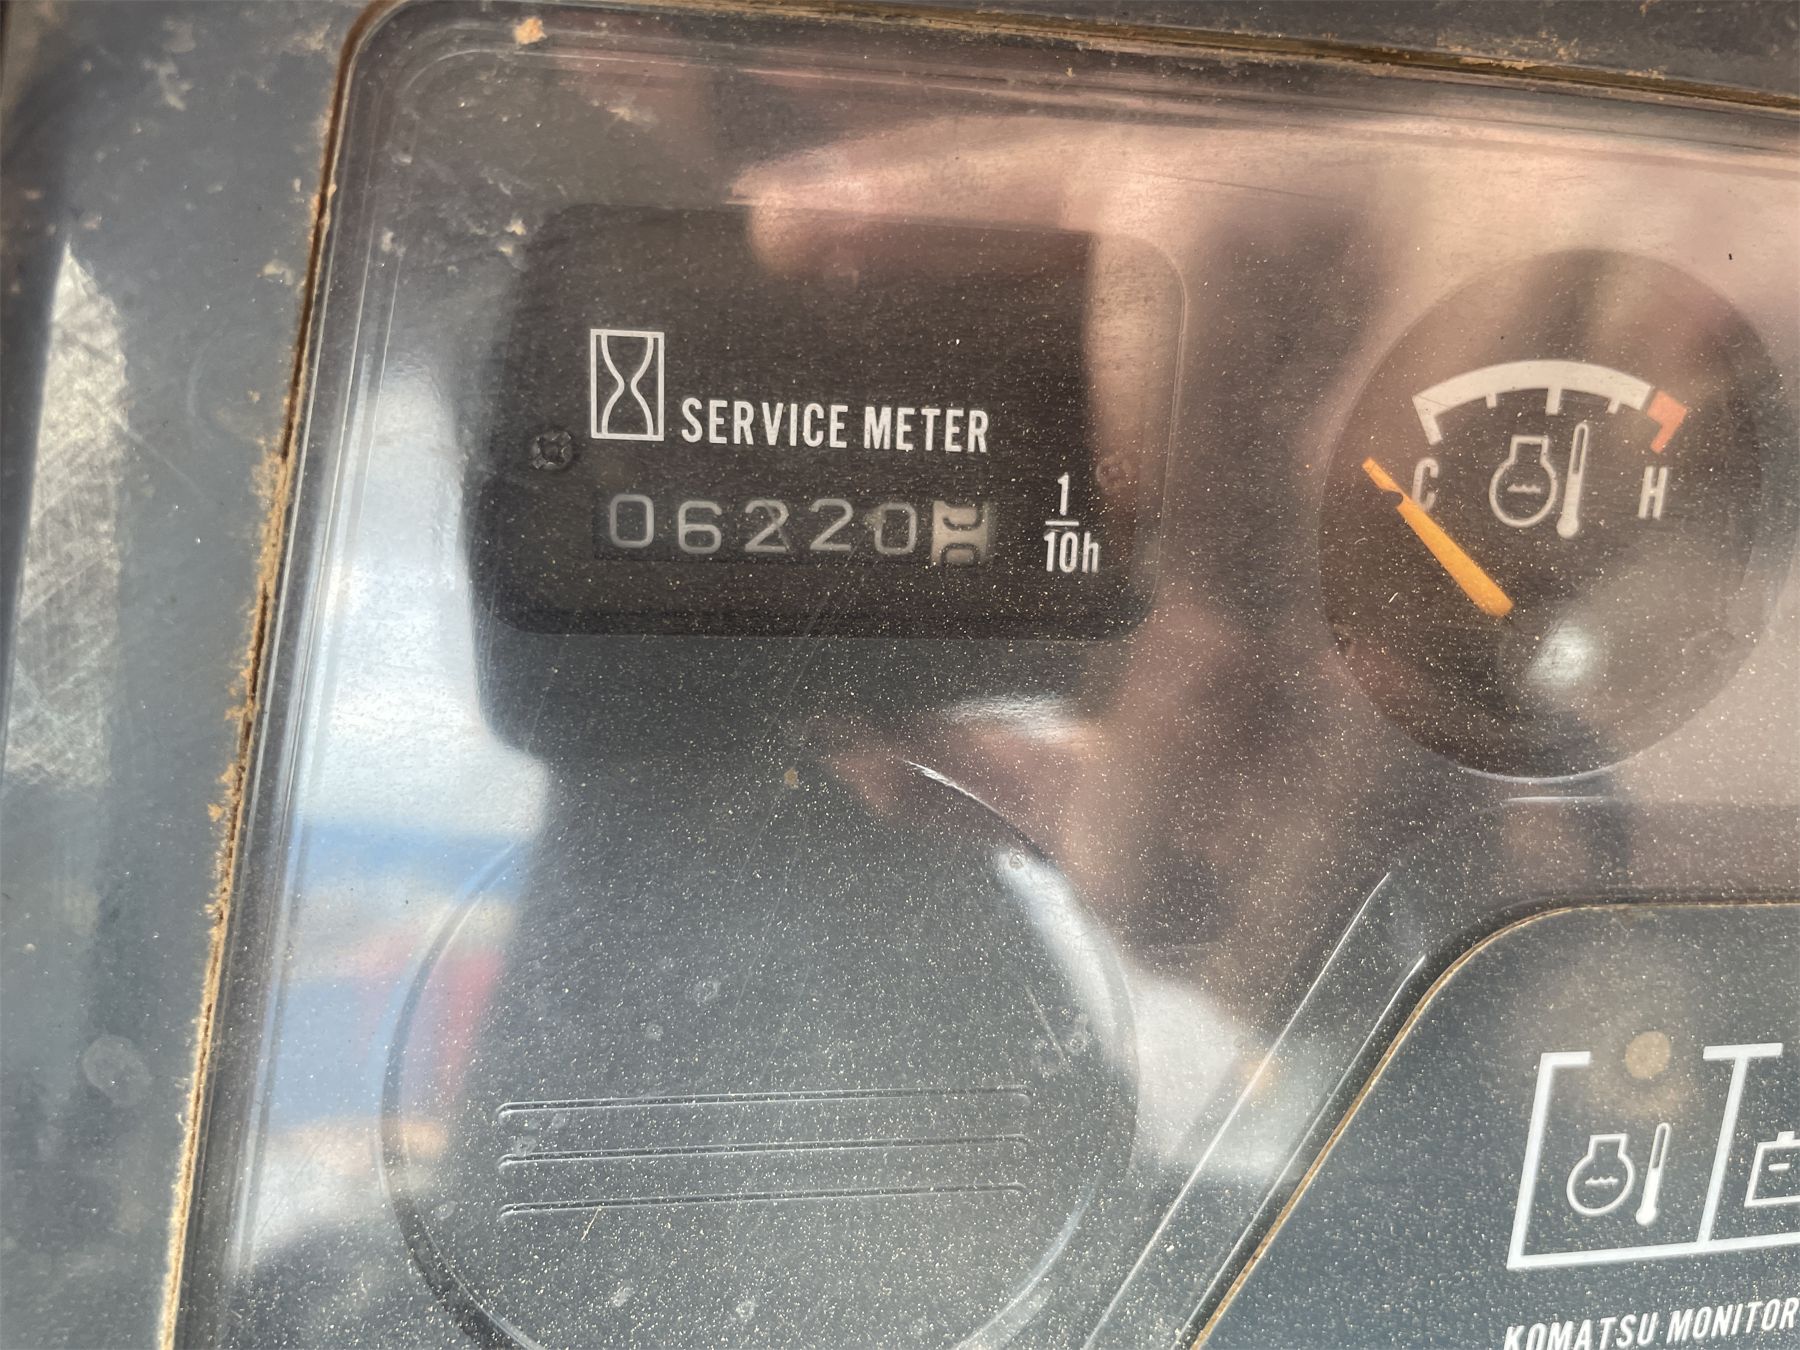 SERVICE METER
06220
1/10h
C H
KOMATSU MONITOR